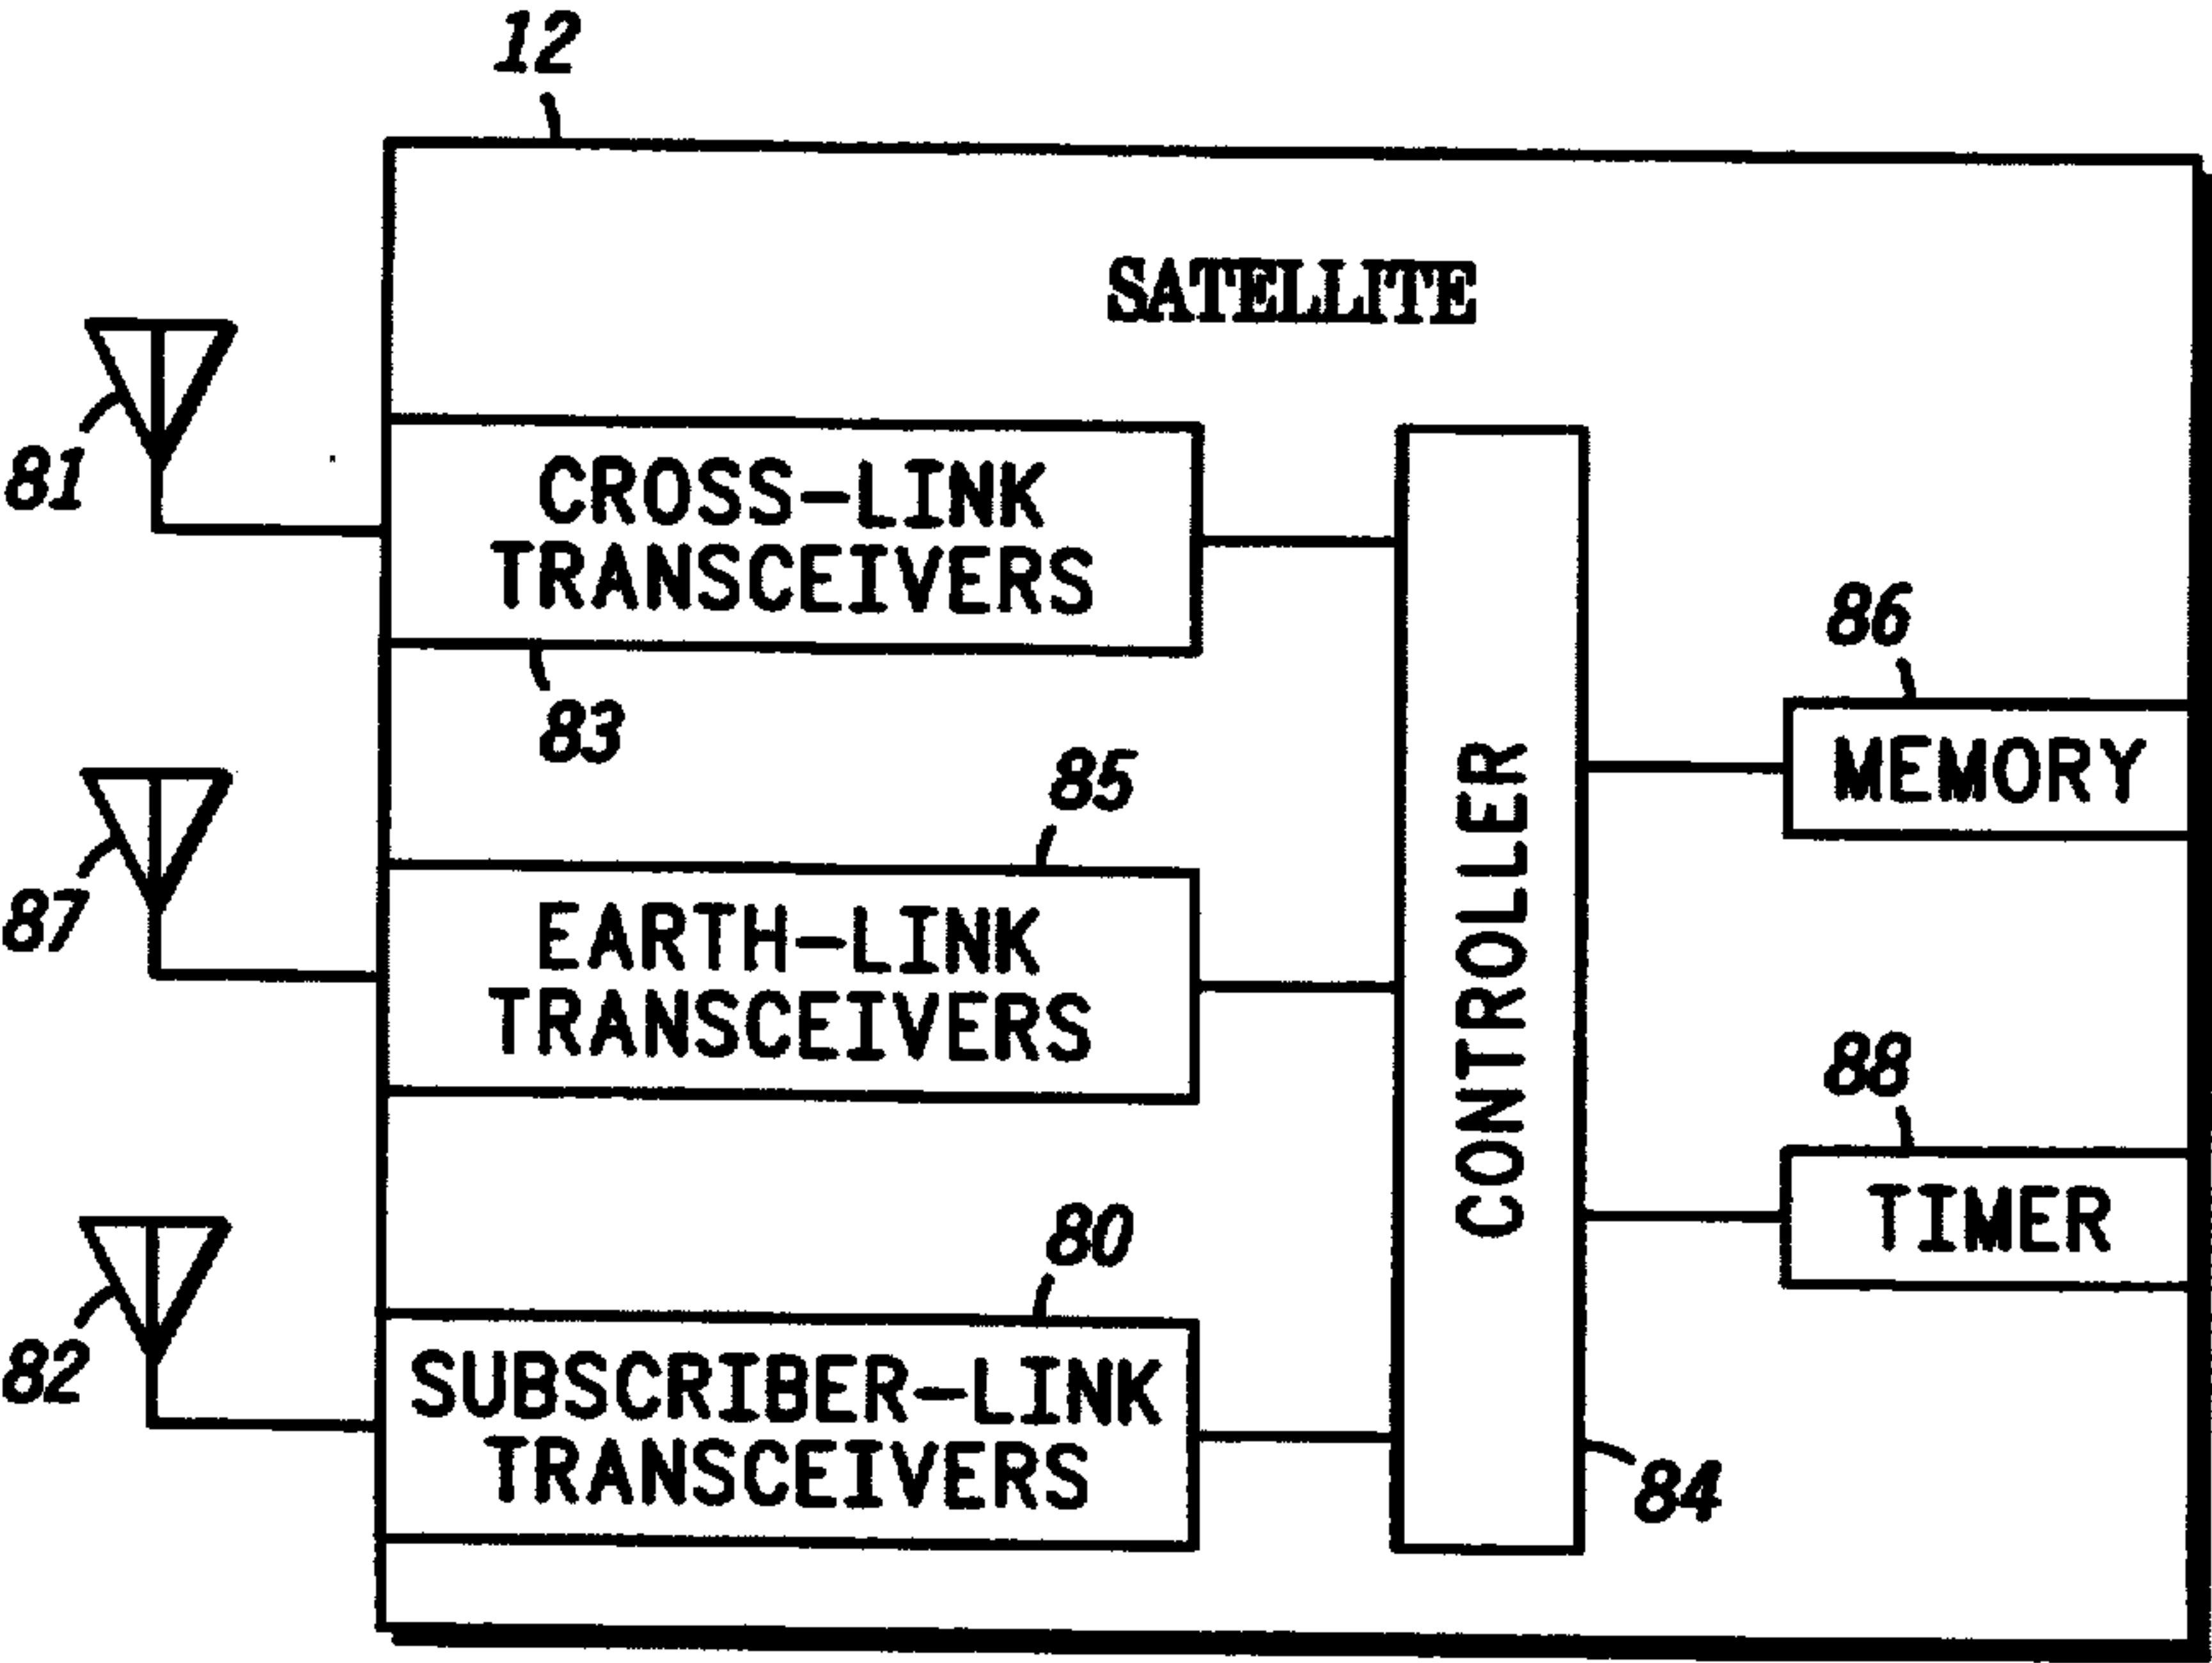 12
SATELLITE
81
CROSS-LINK
TRANSCEIVERS
83
86
MEMORY
87
85
EARTH-LINK
TRANSCEIVERS
CONTROLLER
88
TIMER
82
80
SUBSCRIBER-LINK
TRANSCEIVERS
84